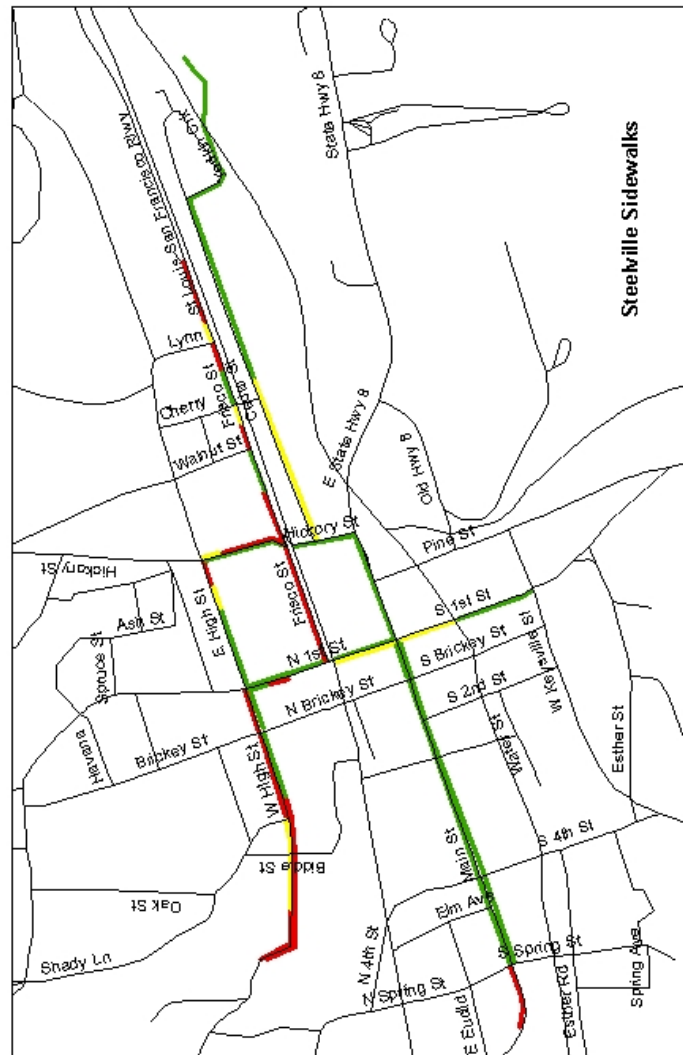 St Louis-San Francisco Rwy
State Hwy 8
Steelville Sidewalks
Lynn
Cherry
Frisco St
Walnut St
E State Hwy 8
Old Hwy 8
Hickory St
Hickory St
Pine St
Frisco St
Ash St
E High St
S 1st St
Spruce St
N 1st St
S Brickey St
W Keysville St
N Brickey St
S 2nd St
Havana
Brickey St
Water St
Esther St
W High St
Main St
S 4th St
Biddle St
Oak St
Elm Ave
N 4th St
S Spring St
Shady Ln
N Spring St
Spring Ave
Esther Rd
E Euclid